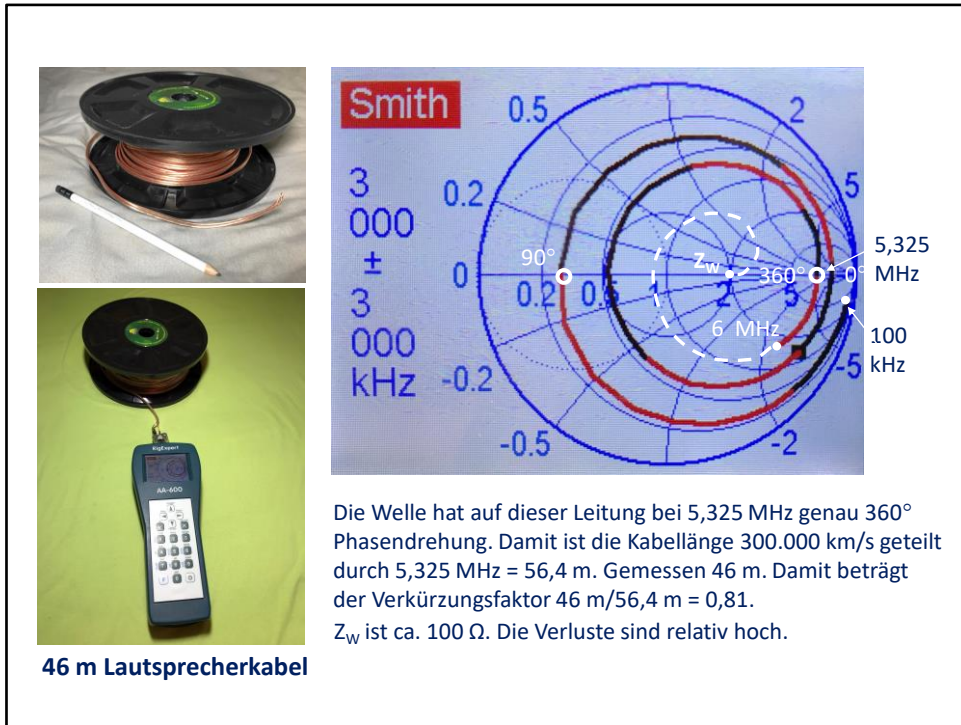 Smith
3
000
±
3
000
kHz
0.5
0.2
0
-0.2
-0.5
2
5
-5
-2
0.2
0.5
2
5
90°
Z_W
360°
0°
6 MHz
5,325
MHz
100
kHz
RigExpert
AA-600
Die Welle hat auf dieser Leitung bei 5,325 MHz genau 360°
Phasendrehung. Damit ist die Kabellänge 300.000 km/s geteilt
durch 5,325 MHz = 56,4 m. Gemessen 46 m. Damit beträgt
der Verkürzungsfaktor 46 m/56,4 m = 0,81.
Z_W ist ca. 100 Ω. Die Verluste sind relativ hoch.
46 m Lautsprecherkabel